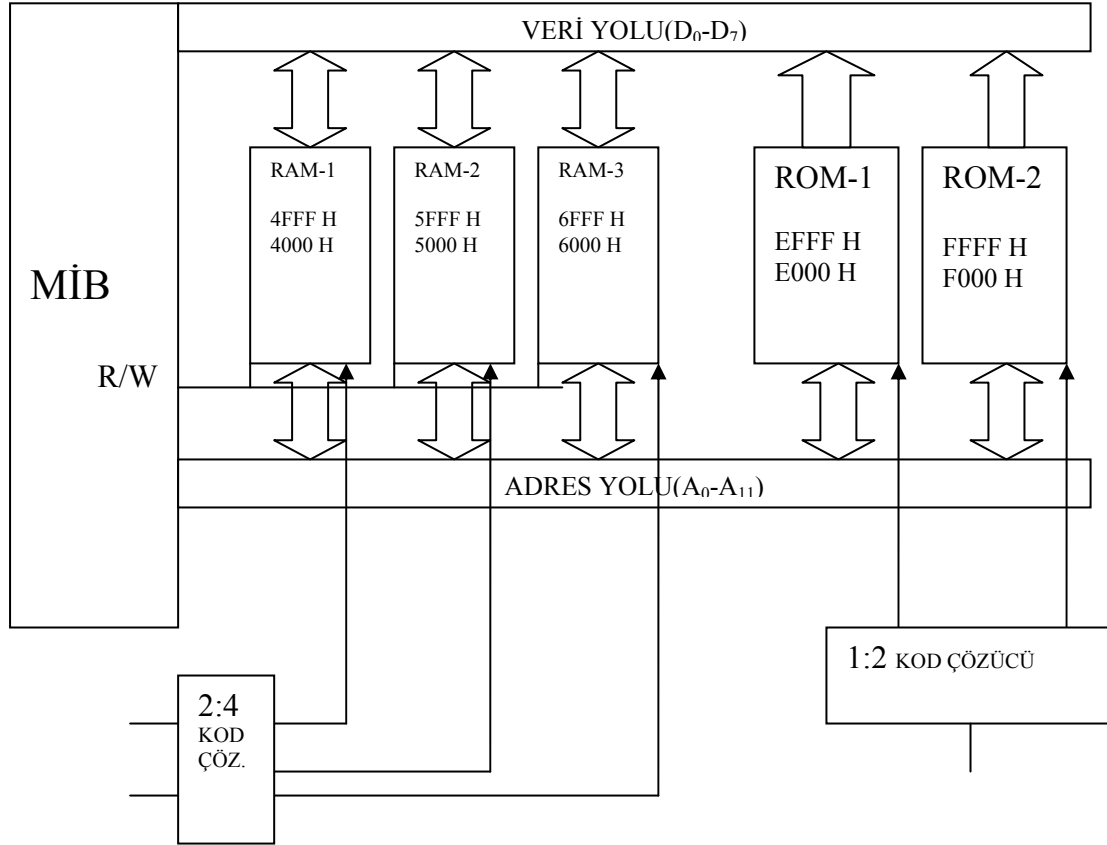 VERİ YOLU(D₀-D₇)
RAM-1
4FFF H
4000 H
RAM-2
5FFF H
5000 H
RAM-3
6FFF H
6000 H
ROM-1
EFFF H
E000 H
ROM-2
FFFF H
F000 H
MİB
R/W
ADRES YOLU(A₀-A₁₁)
1:2 KOD ÇÖZÜCÜ
2:4
KOD
ÇÖZ.